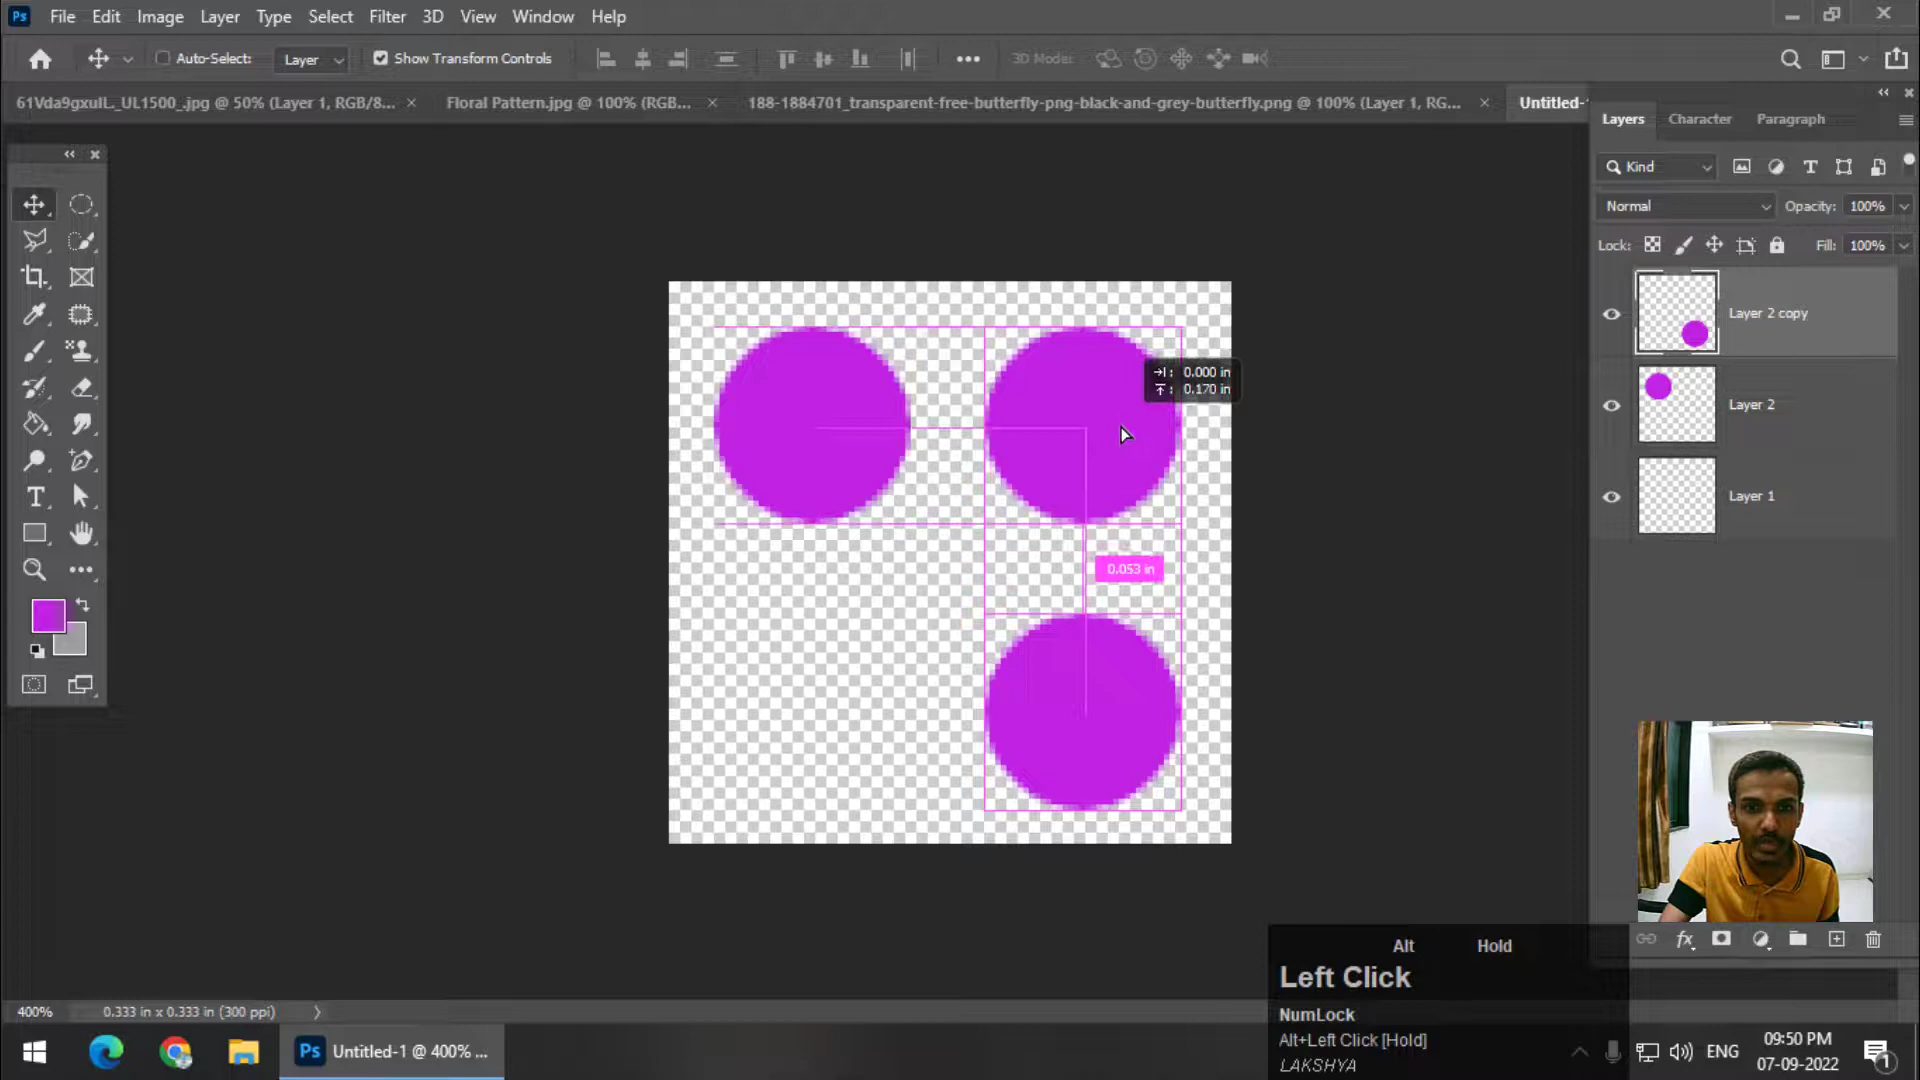 Ps File Edit Image Layer Select Type Select Filter 3D View Window Help
Auto-Select: Layer Show Transform Controls 3D Mode:
61Vda9gxuIL._UL1500_.jpg @ 50% (Layer 1, RGB/8... × Floral Pattern.jpg @ 100% (RGB... × 188-1884701_transparent-free-butterfly-png-black-and-grey-butterfly.png @ 100% (Layer 1, RG... × Untitled-
Layers Character Paragraph
Kind
Normal Opacity: 100%
Lock: Fill: 100%
Layer 2 copy
0.000 in
0.170 in
Layer 2
Layer 1
0.053 in
Alt Hold
Left Click
NumLock
Alt+Left Click [Hold]
LAKSHYA
400% 0.333 in x 0.333 in (300 ppi)
Ps Untitled-1 @ 400% ...
ENG
09:50 PM
07-09-2022
1